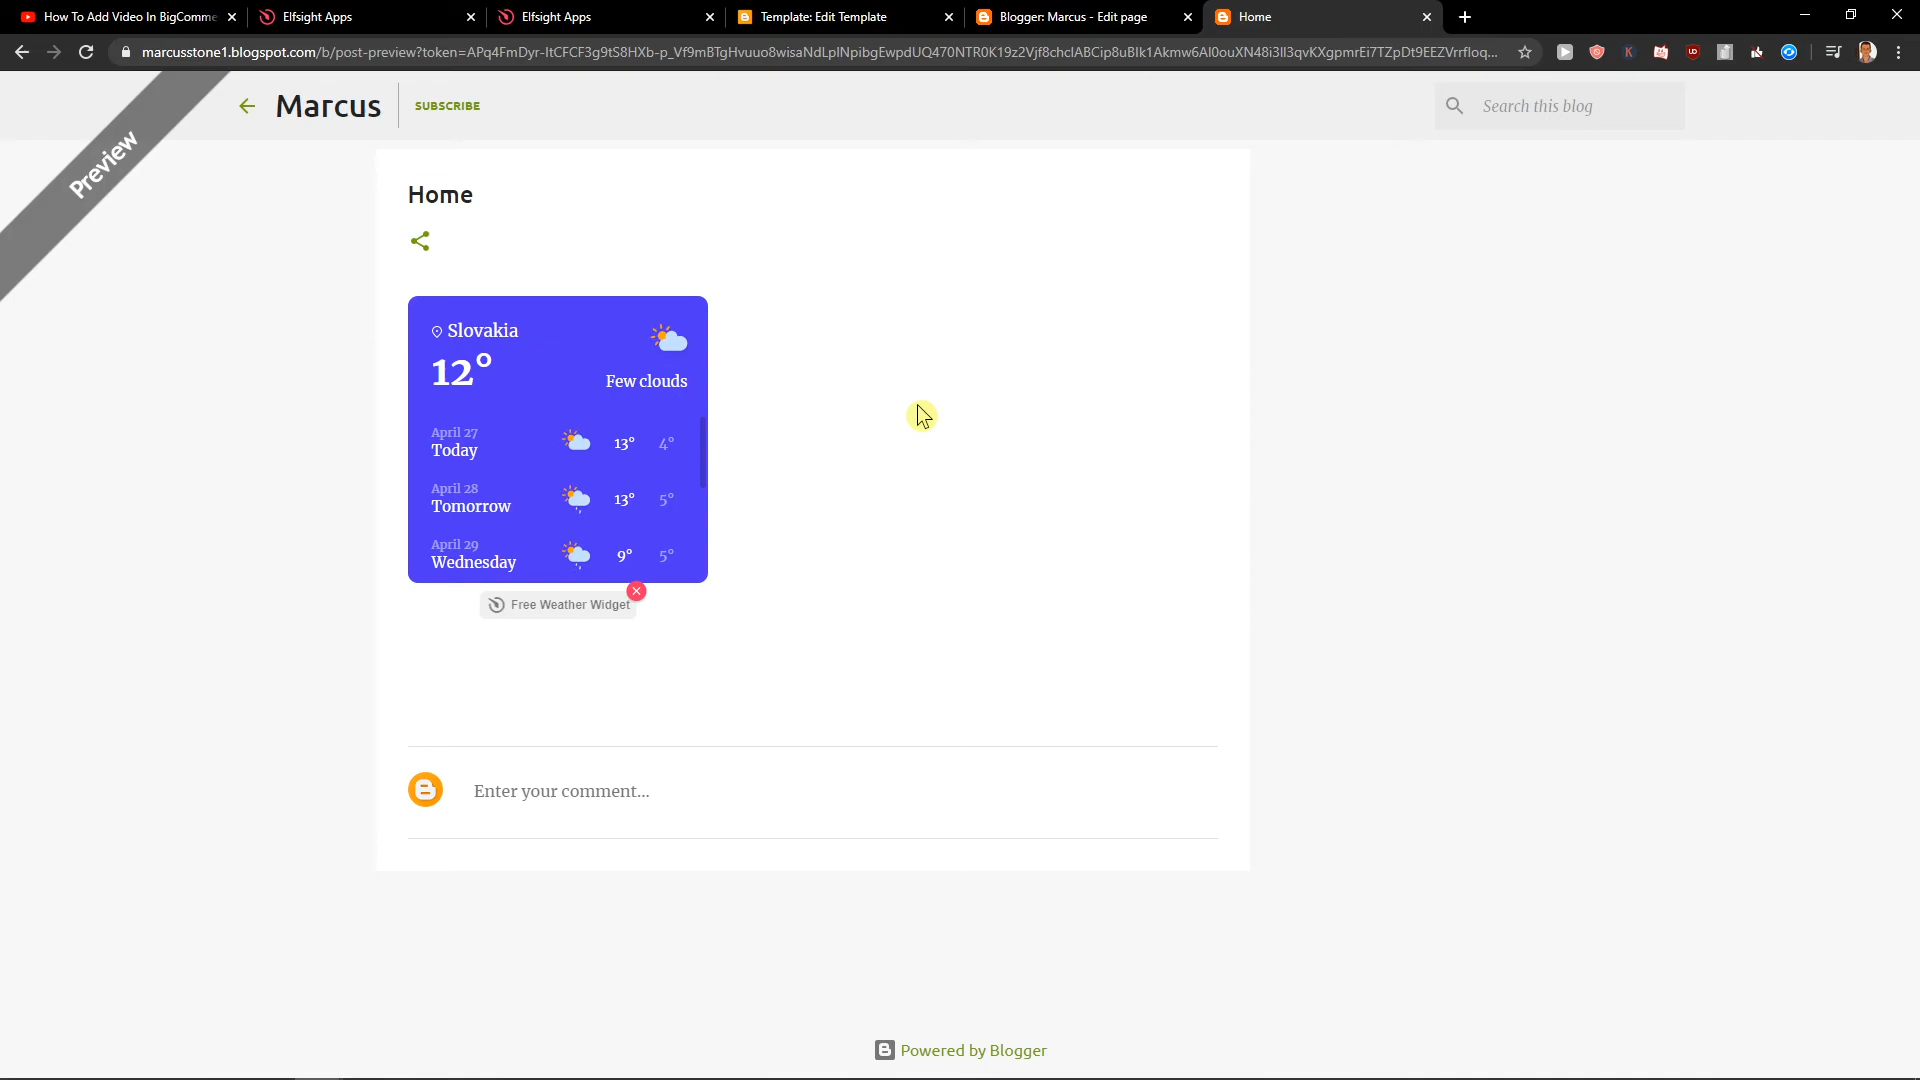 How To Add Video In BigComme
Elfsight Apps
Elfsight Apps
Template: Edit Template
Blogger: Marcus - Edit page
Home
marcusstone1.blogspot.com/b/post-preview?token=
Preview
Marcus
SUBSCRIBE
Search this blog
Home
Slovakia
12°
Few clouds
April 27
Today 13° 4°
April 28
Tomorrow 13° 5°
April 29
Wednesday 9° 5°
Free Weather Widget
Enter your comment...
Powered by Blogger